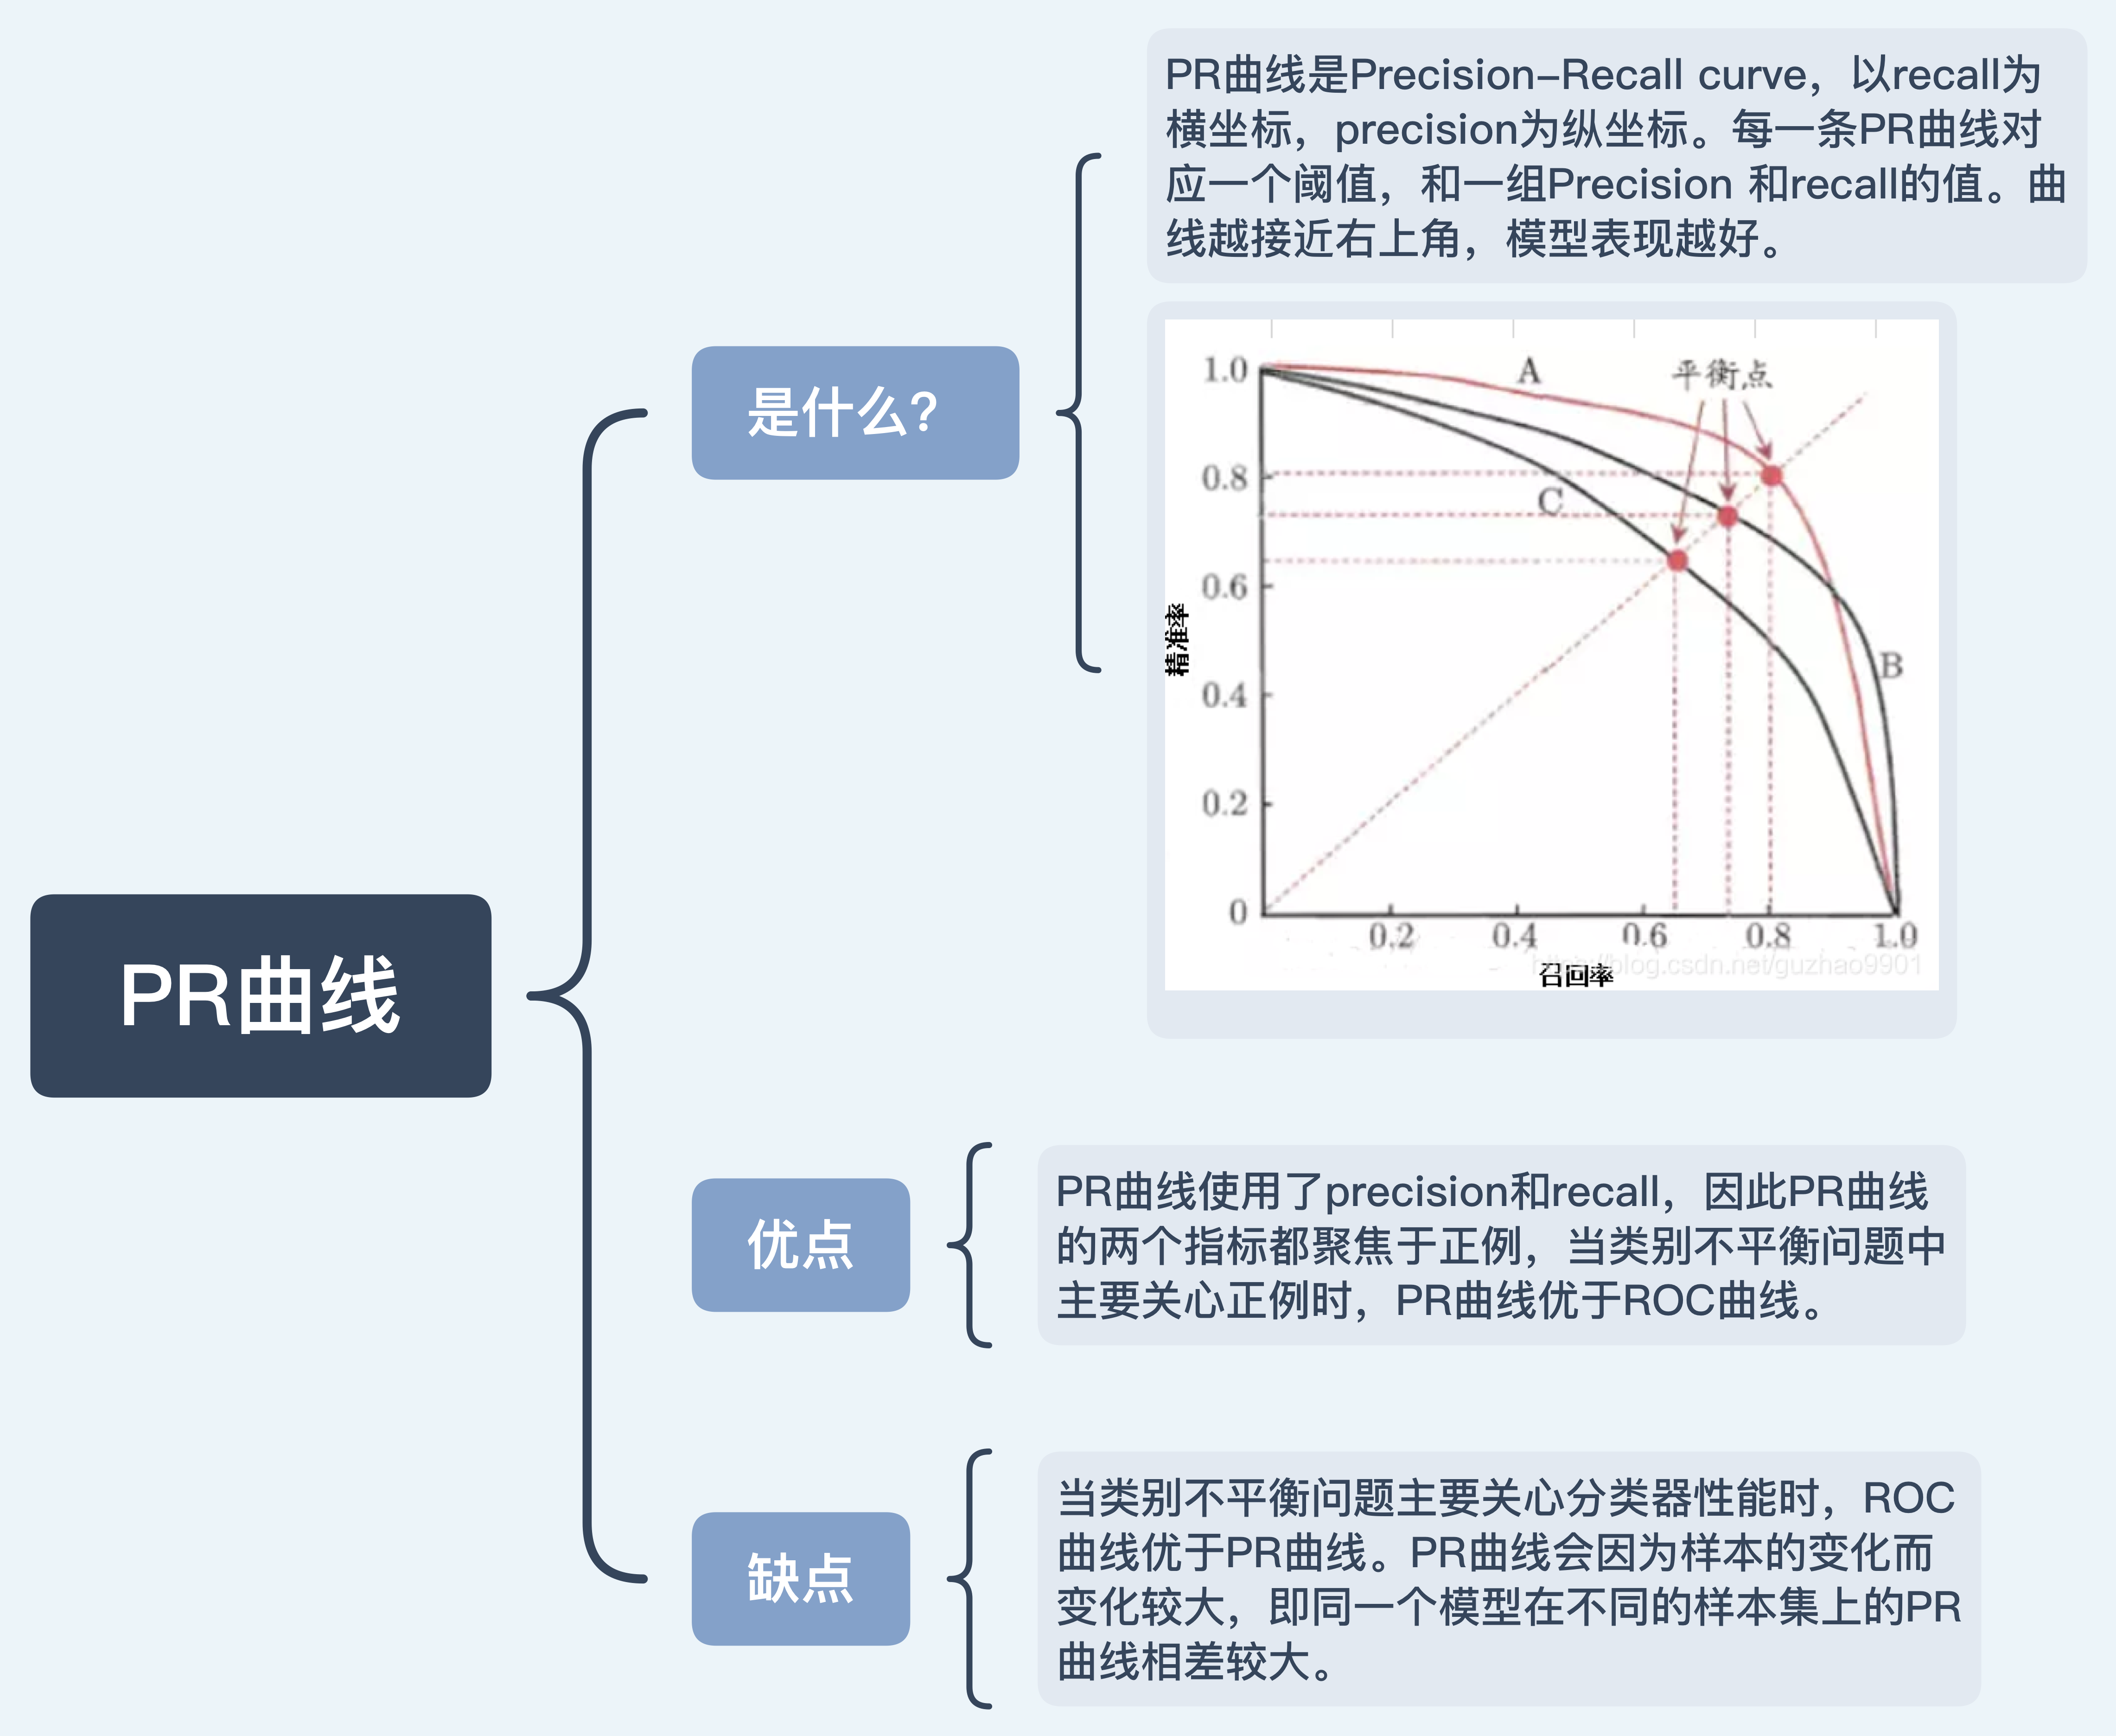 PR曲线
是什么？
PR曲线是Precision–Recall curve，以recall为
横坐标，precision为纵坐标。每一条PR曲线对
应一个阈值，和一组Precision 和recall的值。曲
线越接近右上角，模型表现越好。
1.0
A
平衡点
0.8
C
0.6
精准率
B
0.4
0.2
0
0.2 0.4 0.6 0.8 1.0
召回率
https://blog.csdn.net/guzhao9901
优点
PR曲线使用了precision和recall，因此PR曲线
的两个指标都聚焦于正例，当类别不平衡问题中
主要关心正例时，PR曲线优于ROC曲线。
缺点
当类别不平衡问题主要关心分类器性能时，ROC
曲线优于PR曲线。PR曲线会因为样本的变化而
变化较大，即同一个模型在不同的样本集上的PR
曲线相差较大。